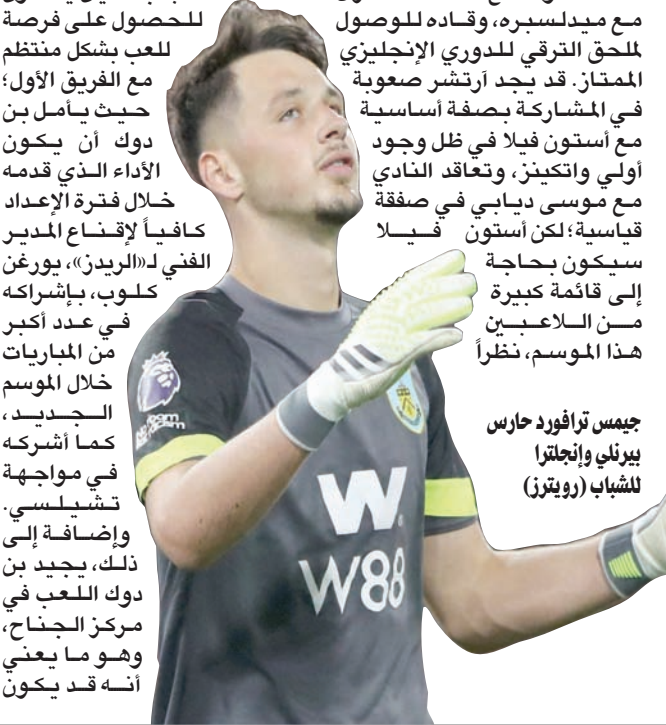 مع ميدلسبره، وقاده للوصول
لملحق الترقي للدوري الإنجليزي
الممتاز. قد يجد آرتشر صعوبة
في المشاركة بصفة أساسية
مع أستون فيلا في ظل وجود
أولي واتكينز، وتعاقد النادي
مع موسى ديابي في صفقة
قياسية؛ لكن أستون فيلا
سيكون بحاجة
إلى قائمة كبيرة
من اللاعبين
هذا الموسم، نظراً
جيمس ترافورد حارس
بيرنلي وإنجلترا
للشباب (رويترز)
للحصول على فرصة
للعب بشكل منتظم
مع الفريق الأول؛
حيث يأمل بن
دوك أن يكون
الأداء الذي قدمه
خلال فترة الإعداد
كافياً لإقناع المدير
الفني لـ«الريدز»، يورغن
كلوب، بإشراكه
في عدد أكبر
من المباريات
خلال الموسم
الجديد،
كما أشركه
في مواجهة
تشيلسي.
وإضافة إلى
ذلك، يجيد بن
دوك اللعب في
مركز الجناح،
وهو ما يعني
أنه قد يكون
W.
W88